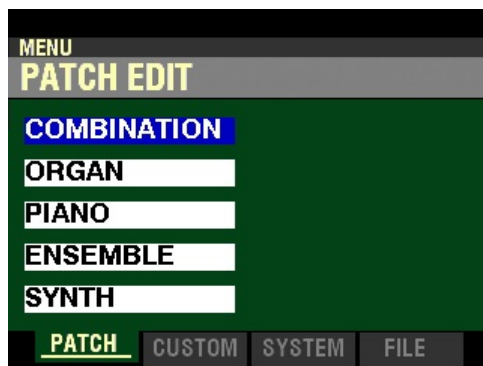 MENU
PATCH EDIT
COMBINATION
ORGAN
PIANO
ENSEMBLE
SYNTH
PATCH CUSTOM SYSTEM FILE